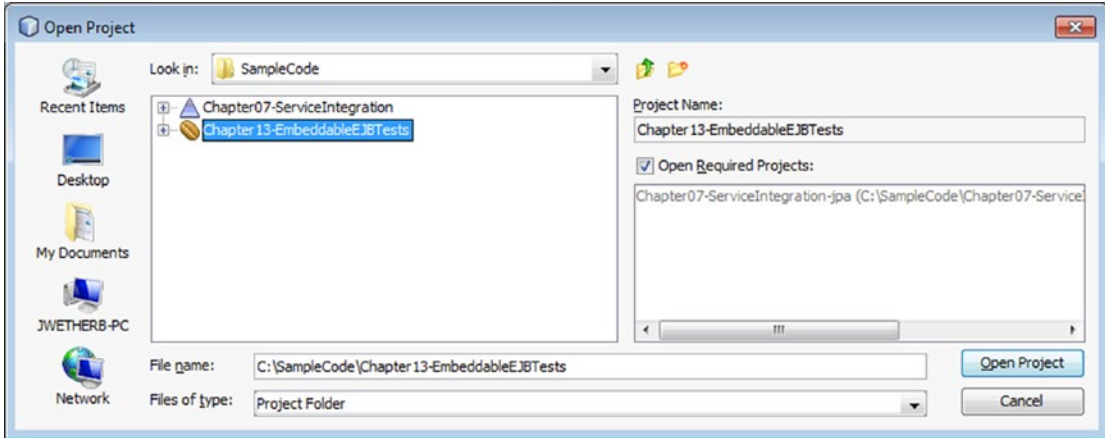 Open Project
Look in:
SampleCode
Recent Items
Desktop
My Documents
JWETHERB-PC
Network
Chapter07-ServiceIntegration
Chapter13-EmbeddableEJBTests
Project Name:
Chapter13-EmbeddableEJBTests
Open Required Projects:
Chapter07-ServiceIntegration-jpa (C:\SampleCode\Chapter07-Service
File name:
C:\SampleCode\Chapter13-EmbeddableEJBTests
Open Project
Files of type:
Project Folder
Cancel